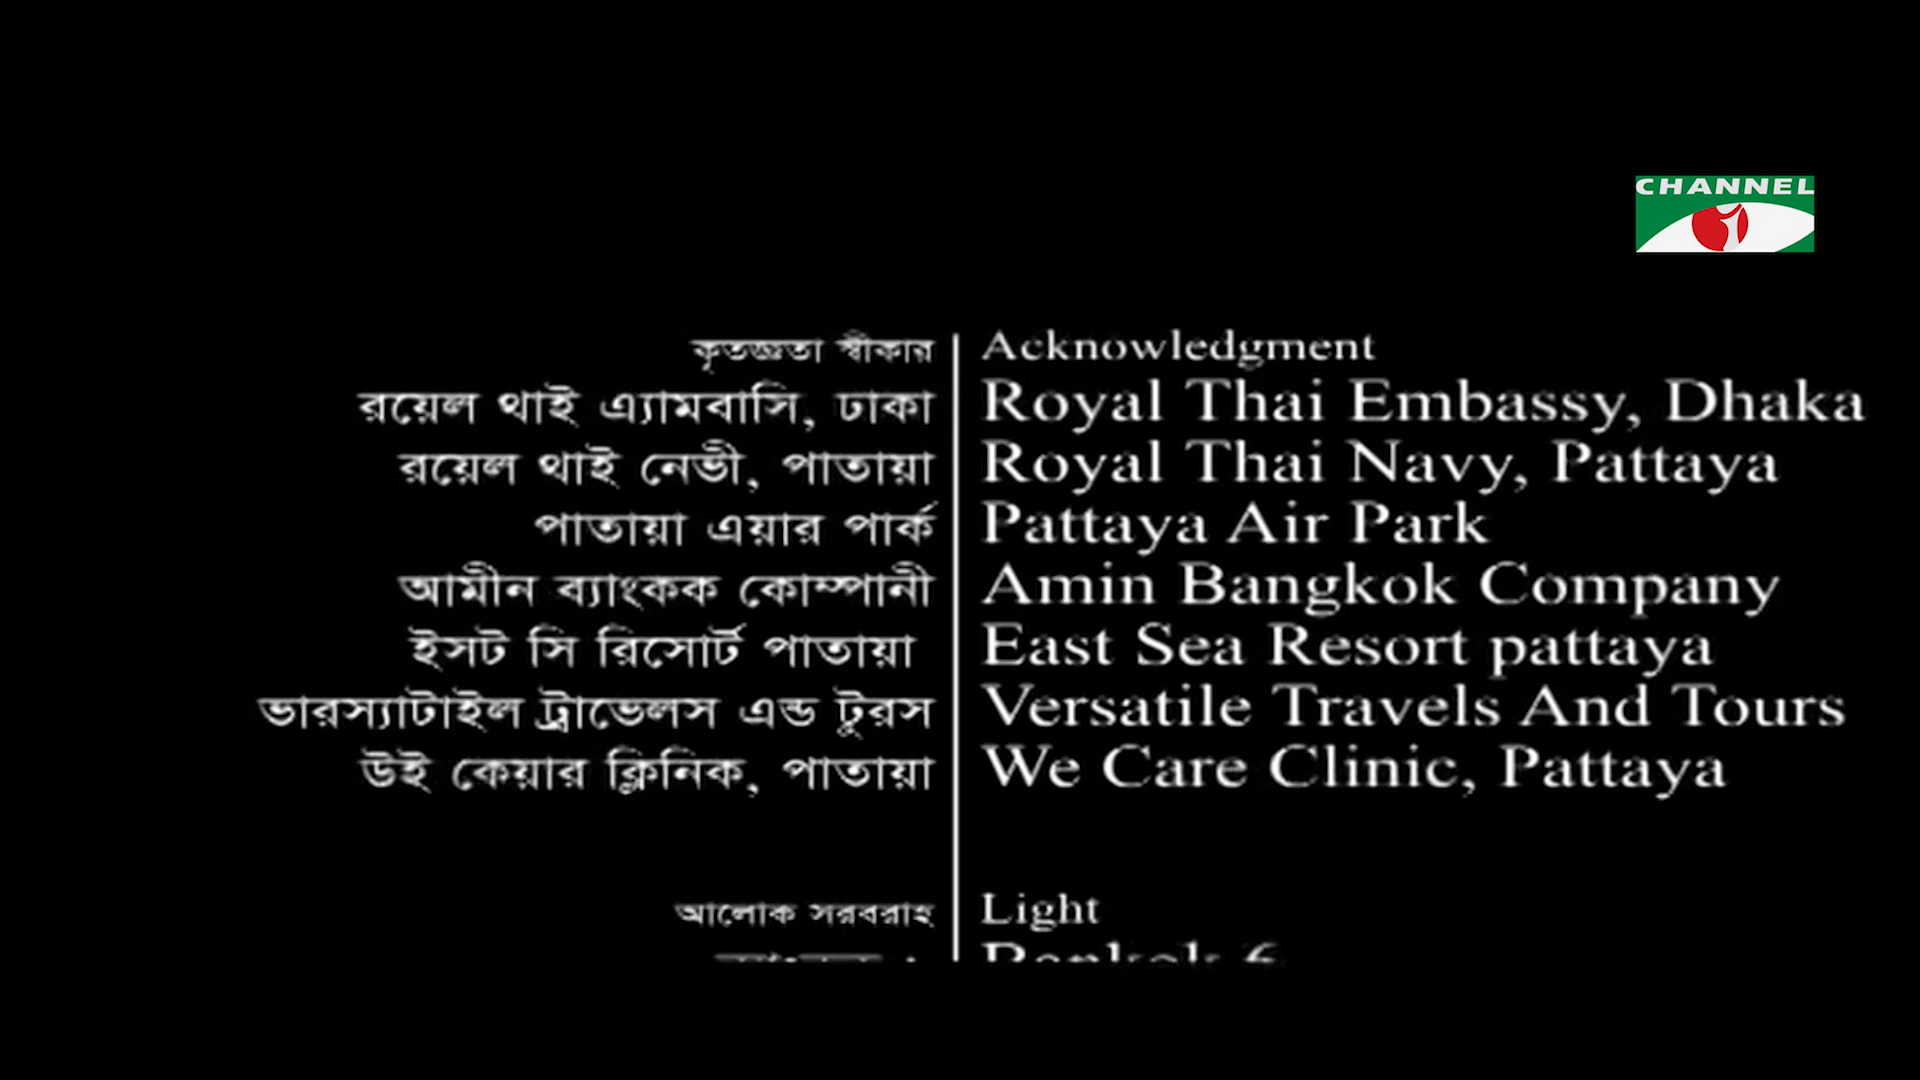 CHANNEL
কৃতজ্ঞতা স্বীকার Acknowledgment
রয়েল থাই এ্যামবাসি, ঢাকা Royal Thai Embassy, Dhaka
রয়েল থাই নেভী, পাতায়া Royal Thai Navy, Pattaya
পাতায়া এয়ার পার্ক Pattaya Air Park
আমীন ব্যাংকক কোম্পানী Amin Bangkok Company
ইসট সি রিসোর্ট পাতায়া East Sea Resort pattaya
ভারস্যাটাইল ট্রাভেলস এন্ড টুরস Versatile Travels And Tours
উই কেয়ার ক্লিনিক, পাতায়া We Care Clinic, Pattaya
আলোক সরবরাহ Light